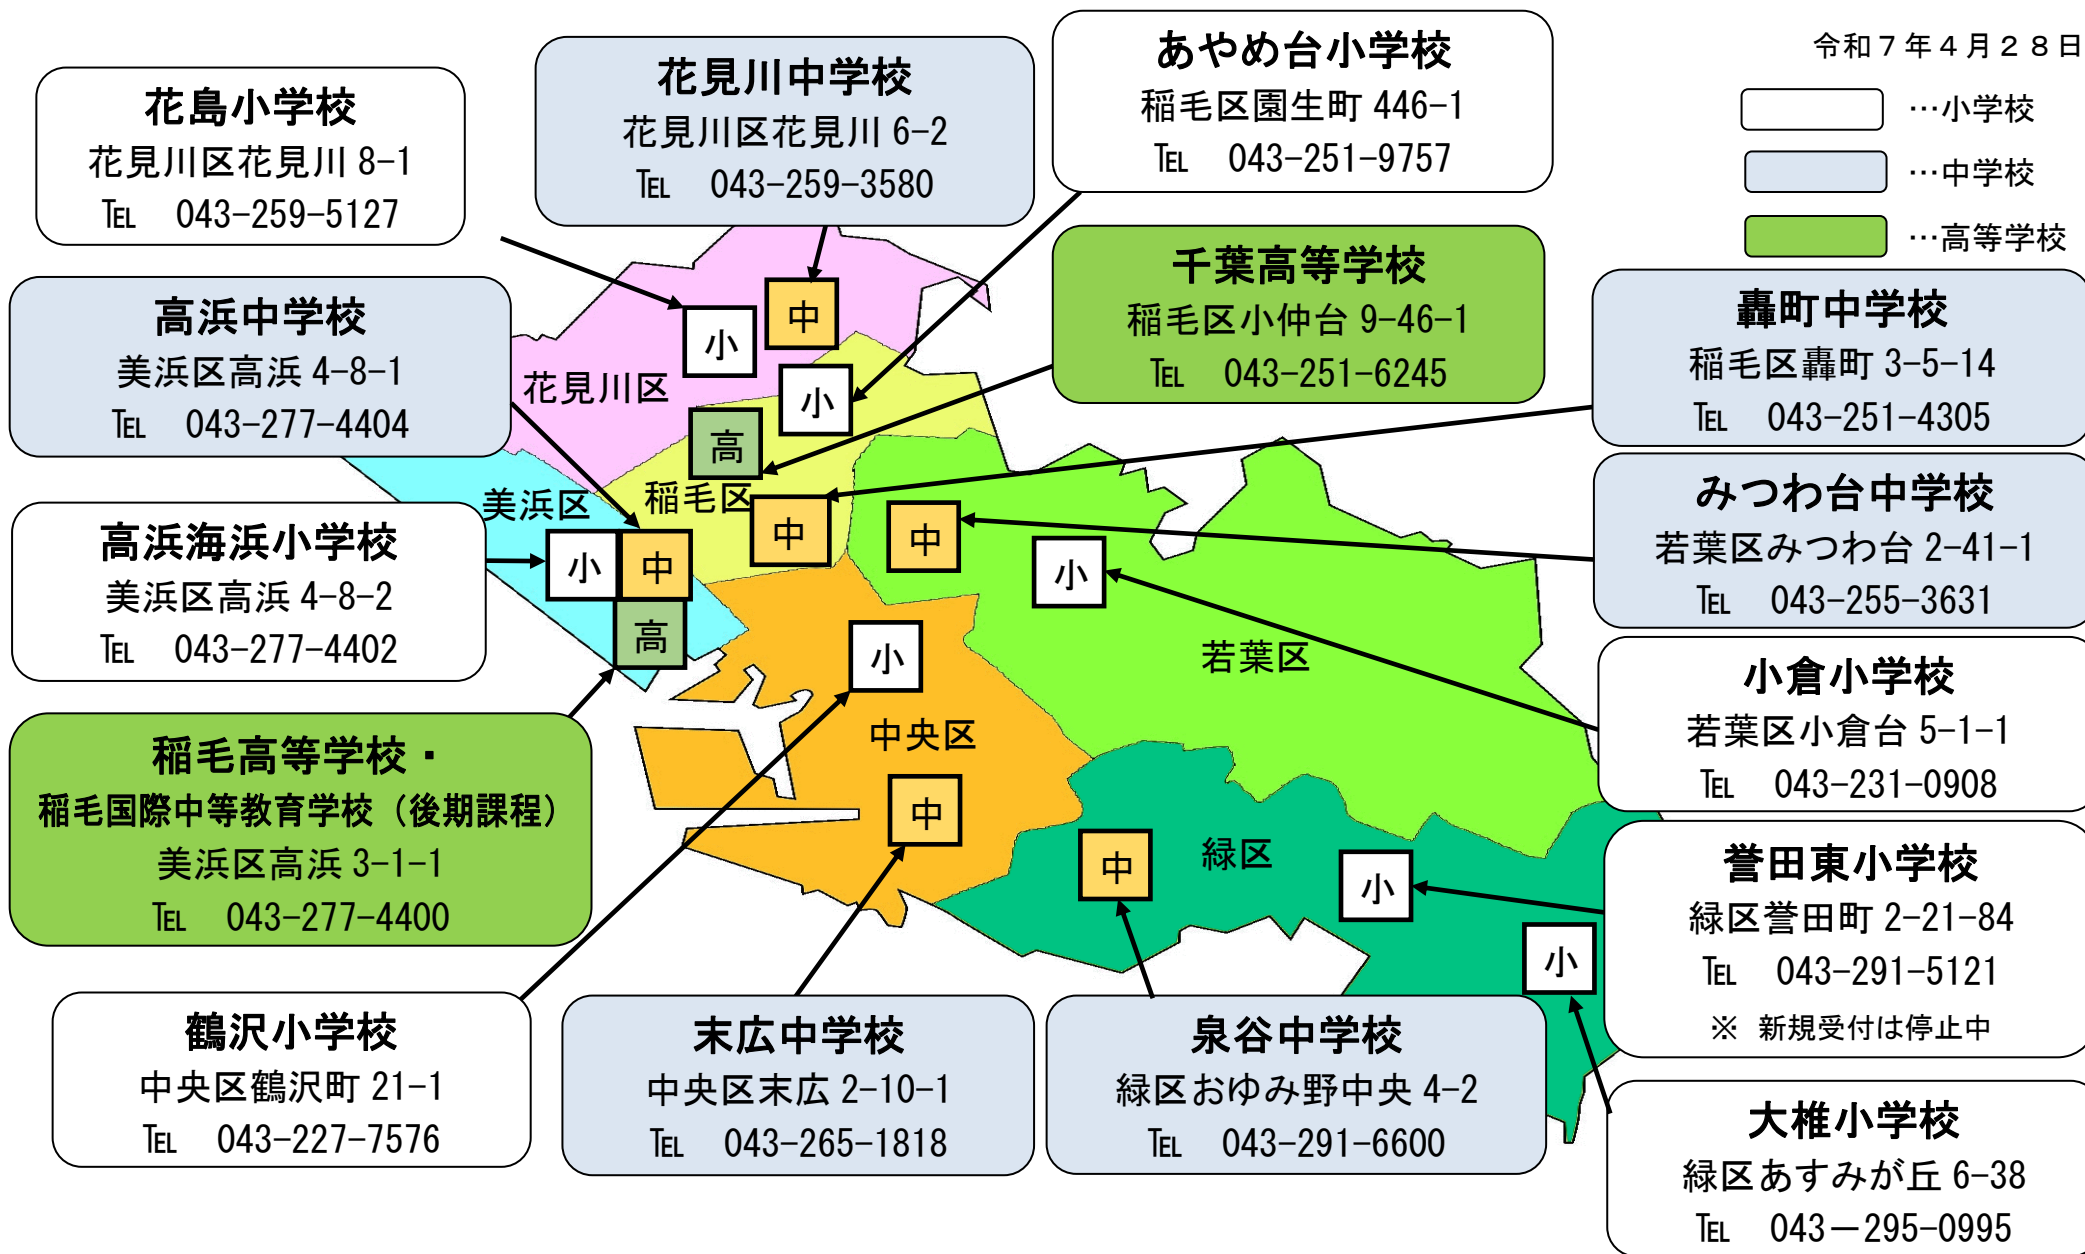 令和７年４月２８日
…小学校
…中学校
…高等学校
花島小学校
花見川区花見川 8-1
℡ 043-259-5127
花見川中学校
花見川区花見川 6-2
℡ 043-259-3580
あやめ台小学校
稲毛区園生町 446-1
℡ 043-251-9757
千葉高等学校
稲毛区小仲台 9-46-1
℡ 043-251-6245
高浜中学校
美浜区高浜 4-8-1
℡ 043-277-4404
轟町中学校
稲毛区轟町 3-5-14
℡ 043-251-4305
みつわ台中学校
若葉区みつわ台 2-41-1
℡ 043-255-3631
高浜海浜小学校
美浜区高浜 4-8-2
℡ 043-277-4402
小倉小学校
若葉区小倉台 5-1-1
℡ 043-231-0908
稲毛高等学校・
稲毛国際中等教育学校（後期課程）
美浜区高浜 3-1-1
℡ 043-277-4400
誉田東小学校
緑区誉田町 2-21-84
℡ 043-291-5121
※ 新規受付は停止中
鶴沢小学校
中央区鶴沢町 21-1
℡ 043-227-7576
末広中学校
中央区末広 2-10-1
℡ 043-265-1818
泉谷中学校
緑区おゆみ野中央 4-2
℡ 043-291-6600
大椎小学校
緑区あすみが丘 6-38
℡ 043－295-0995
中
小
花見川区
小
高
美浜区
稲毛区
中
中
小
小
中
高
小
若葉区
中央区
中
中
緑区
小
小